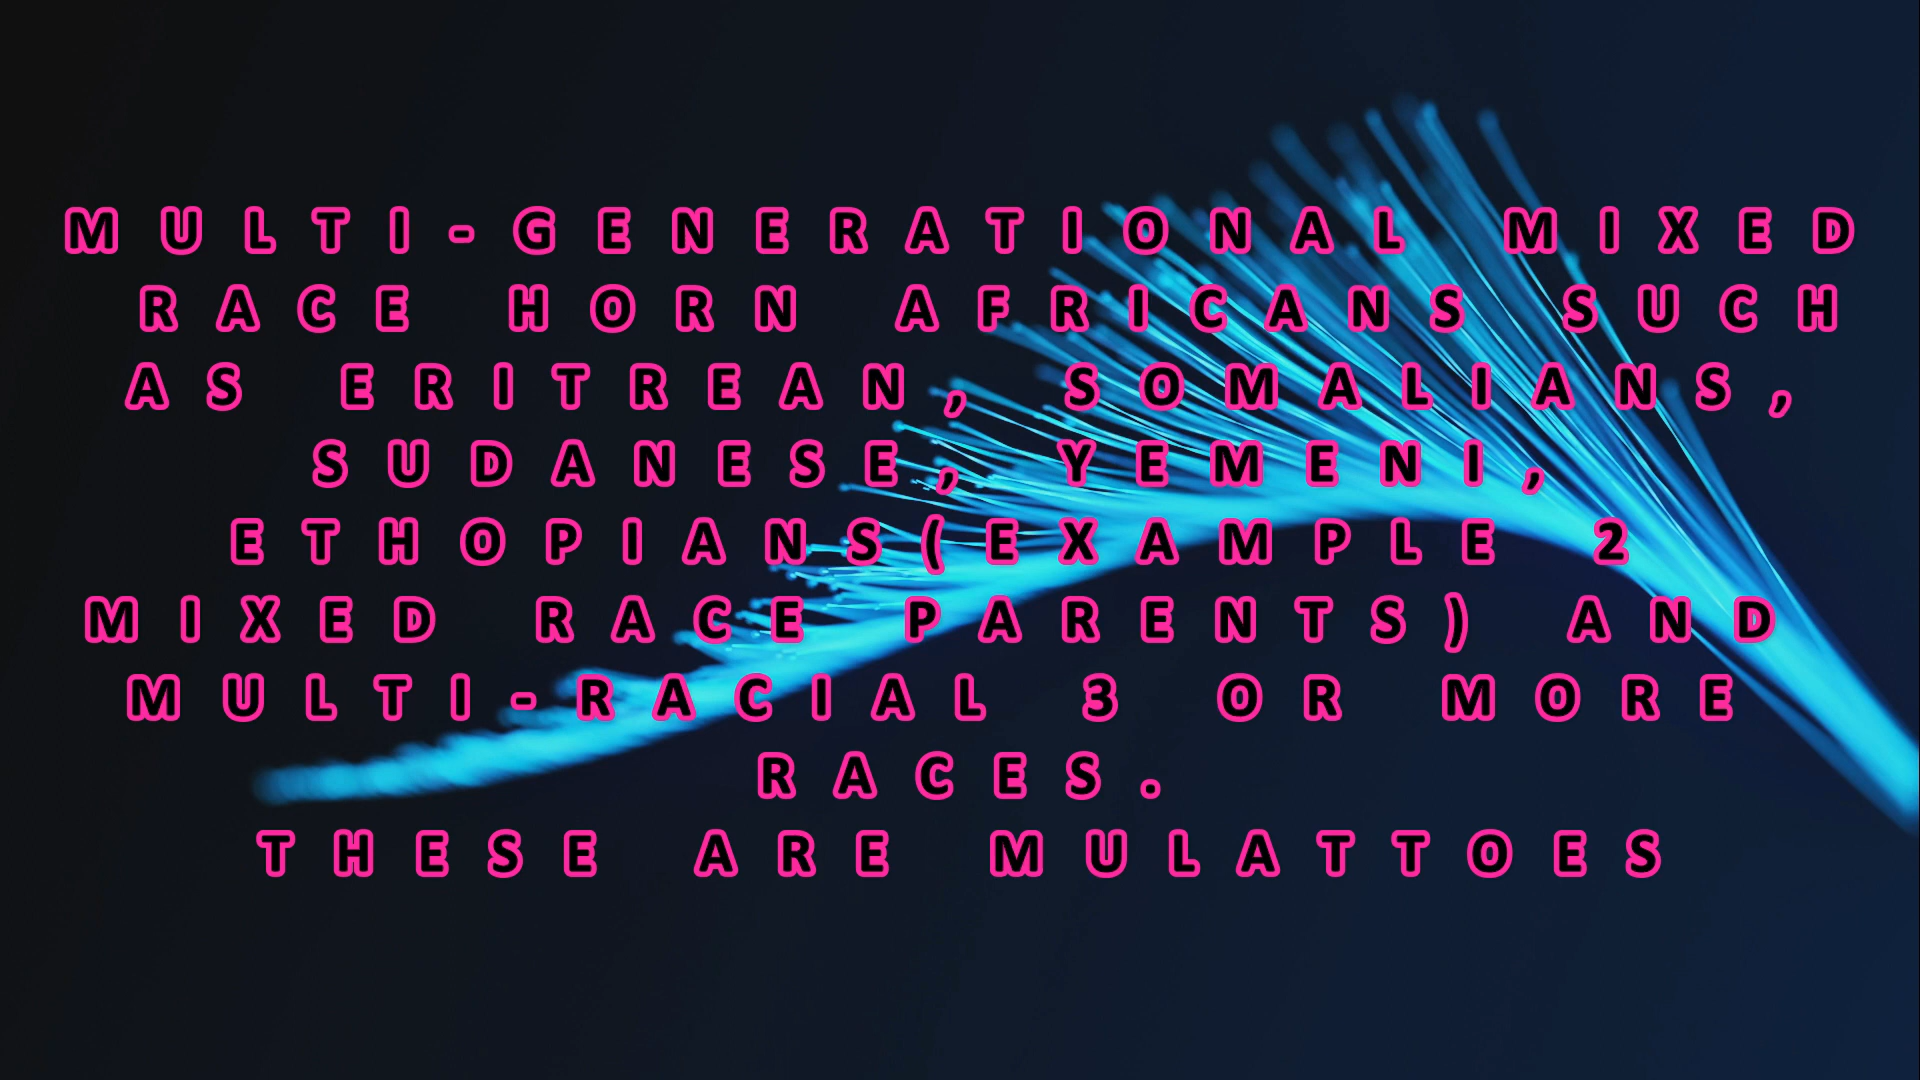 MULTI-GENERATIONAL MIXED
RACE HORN AFRICANS SUCH
AS ERITREAN, SOMALIANS,
SUDANESE, YEMENI,
ETHOPIANS(EXAMPLE 2
MIXED RACE PARENTS) AND
MULTI-RACIAL 3 OR MORE
RACES.
THESE ARE MULATTOES